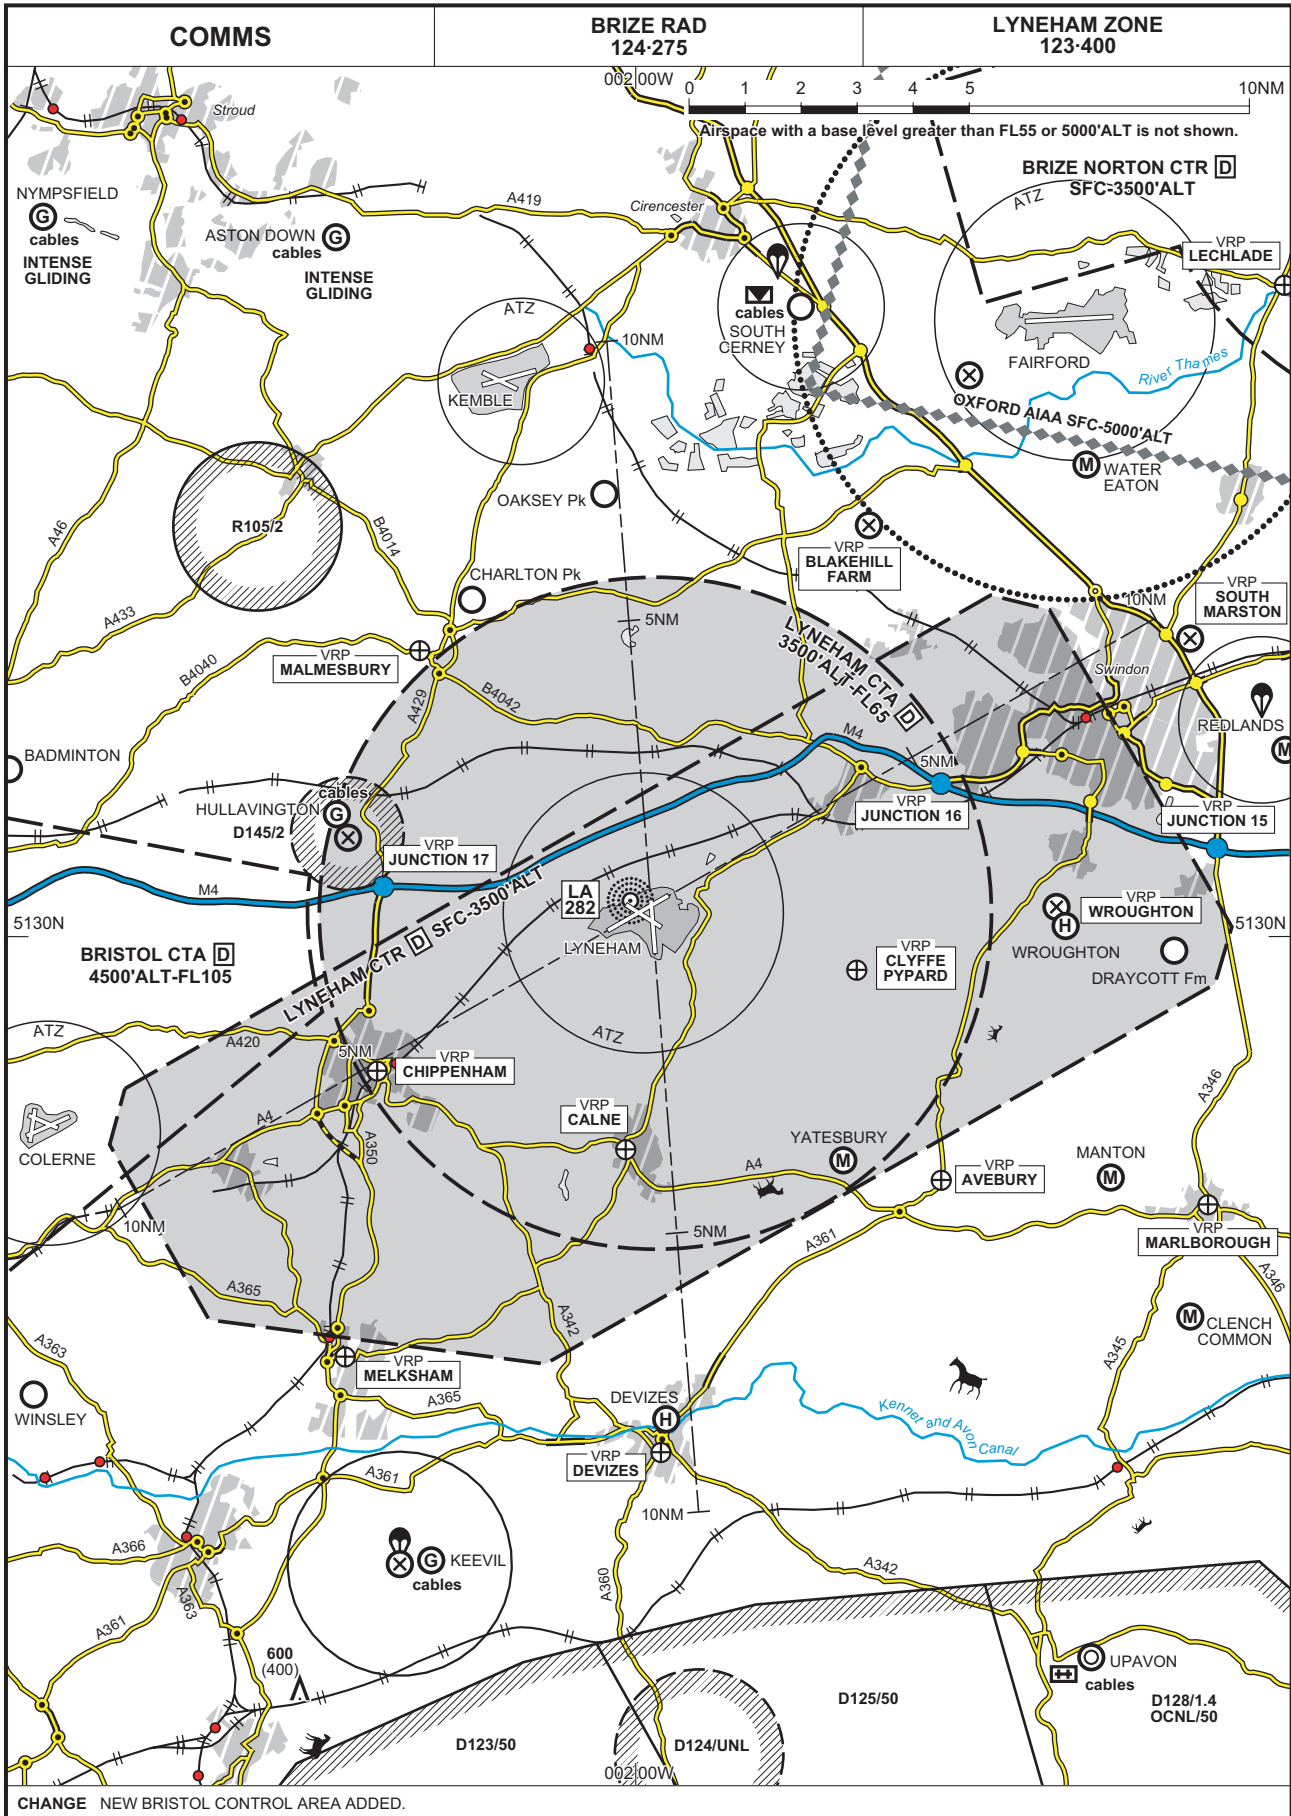 COMMS
BRIZE RAD
124·275
LYNEHAM ZONE
123·400
002 00W
0 1 2 3 4 5 10NM
Airspace with a base level greater than FL55 or 5000'ALT is not shown.
Stroud
BRIZE NORTON CTR D
SFC-3500'ALT
NYMPSFIELD
G
cables
INTENSE
GLIDING
ASTON DOWN
G
cables
INTENSE
GLIDING
A419
Cirencester
ATZ
VRP
LECHLADE
ATZ
10NM
KEMBLE
cables
SOUTH
CERNEY
FAIRFORD
River Thames
OXFORD AIAA SFC-5000'ALT
M
WATER
EATON
R105/2
A46
B4014
OAKSEY Pk
VRP
BLAKEHILL
FARM
CHARLTON Pk
A433
5NM
10NM
VRP
SOUTH
MARSTON
VRP
MALMESBURY
LYNEHAM CTA D
3500'ALT-FL65
Swindon
B4040
A429
B4042
M4
REDLANDS
M
BADMINTON
5NM
cables
HULLAVINGTON
G
D145/2
VRP
JUNCTION 16
VRP
JUNCTION 15
VRP
JUNCTION 17
M4
LA
282
LYNEHAM
LYNEHAM CTR D SFC-3500'ALT
VRP
WROUGHTON
H
WROUGHTON
5130N
5130N
BRISTOL CTA D
4500'ALT-FL105
VRP
CLYFFE
PYPARD
DRAYCOTT Fm
ATZ
ATZ
A420
5NM
VRP
CHIPPENHAM
A346
COLERNE
A4
A350
VRP
CALNE
YATESBURY
M
A4
VRP
AVEBURY
MANTON
M
10NM
5NM
A361
VRP
MARLBOROUGH
A365
A342
A346
M
CLENCH
COMMON
A363
A345
VRP
MELKSHAM
WINSLEY
A365
DEVIZES
H
Kennet and Avon Canal
VRP
DEVIZES
A361
10NM
A366
G
KEEVIL
cables
A342
A360
A363
A361
600
(400)
UPAVON
cables
D125/50
D128/1.4
OCNL/50
D123/50
D124/UNL
002 00W
CHANGE NEW BRISTOL CONTROL AREA ADDED.